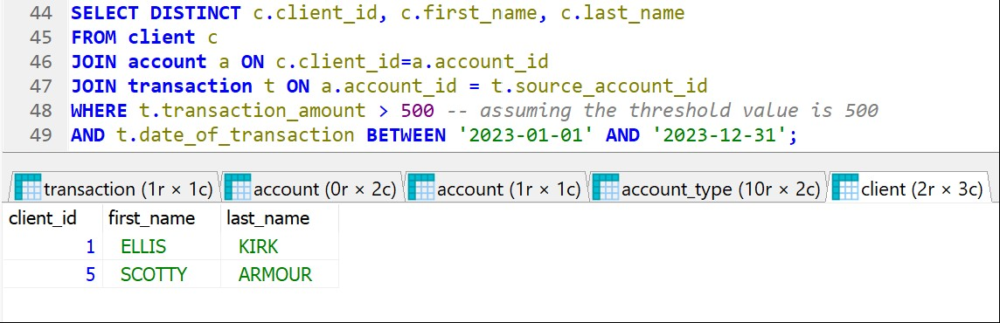 44 SELECT DISTINCT c.client_id, c.first_name, c.last_name
45 FROM client c
46 JOIN account a ON c.client_id=a.account_id
47 JOIN transaction t ON a.account_id = t.source_account_id
48 WHERE t.transaction_amount > 500 -- assuming the threshold value is 500
49 AND t.date_of_transaction BETWEEN '2023-01-01' AND '2023-12-31';
transaction (1r × 1c) account (0r × 2c) account (1r × 1c) account_type (10r × 2c) client (2r × 3c)
client_id first_name last_name
1 ELLIS KIRK
5 SCOTTY ARMOUR